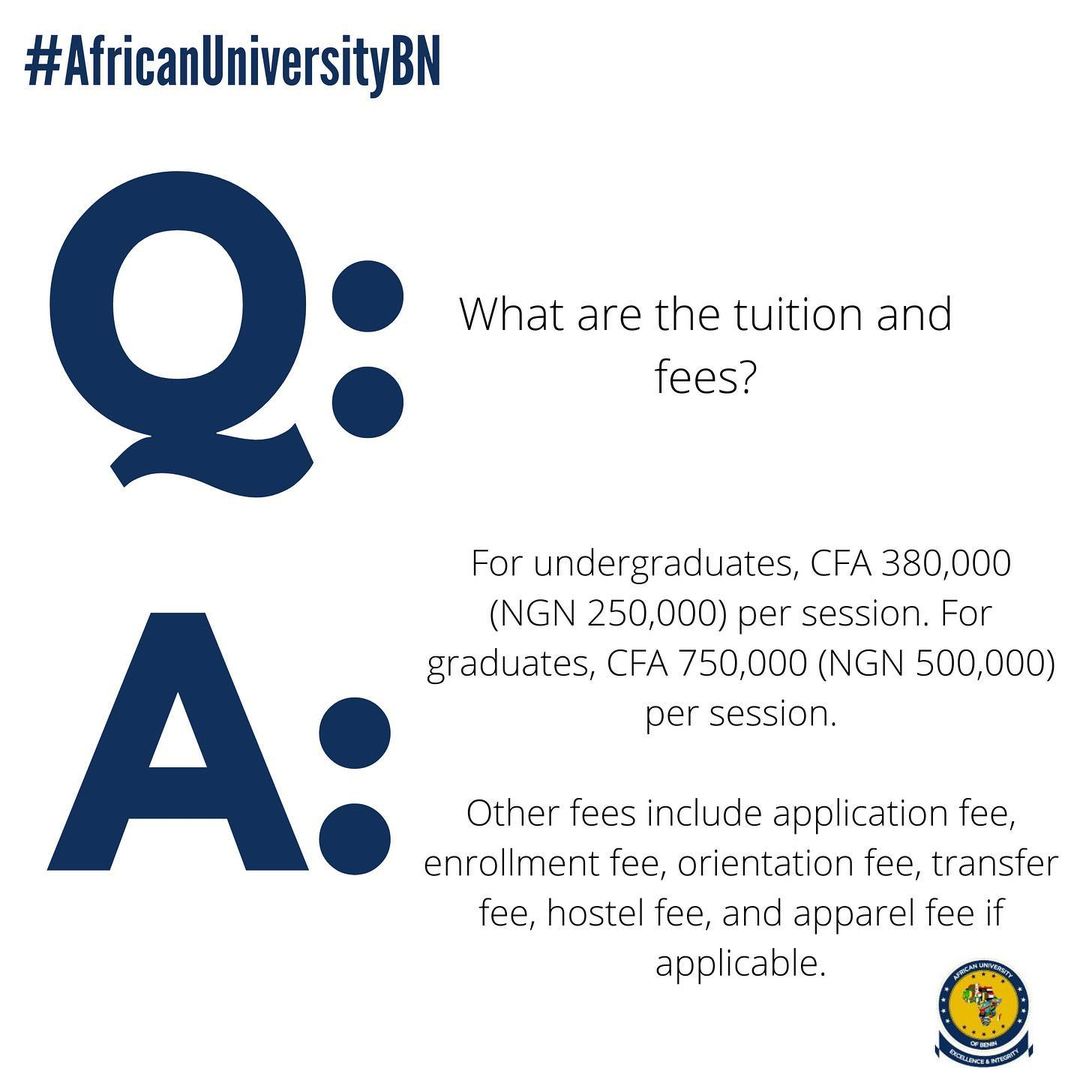 #AfricanUniversityBN
Q:
What are the tuition and
fees?
A:
For undergraduates, CFA 380,000
(NGN 250,000) per session. For
graduates, CFA 750,000 (NGN 500,000)
per session.
Other fees include application fee,
enrollment fee, orientation fee, transfer
fee, hostel fee, and apparel fee if
applicable.
AFRICAN UNIVERSITY
OF BENIN
EXCELLENCE & INTEGRITY